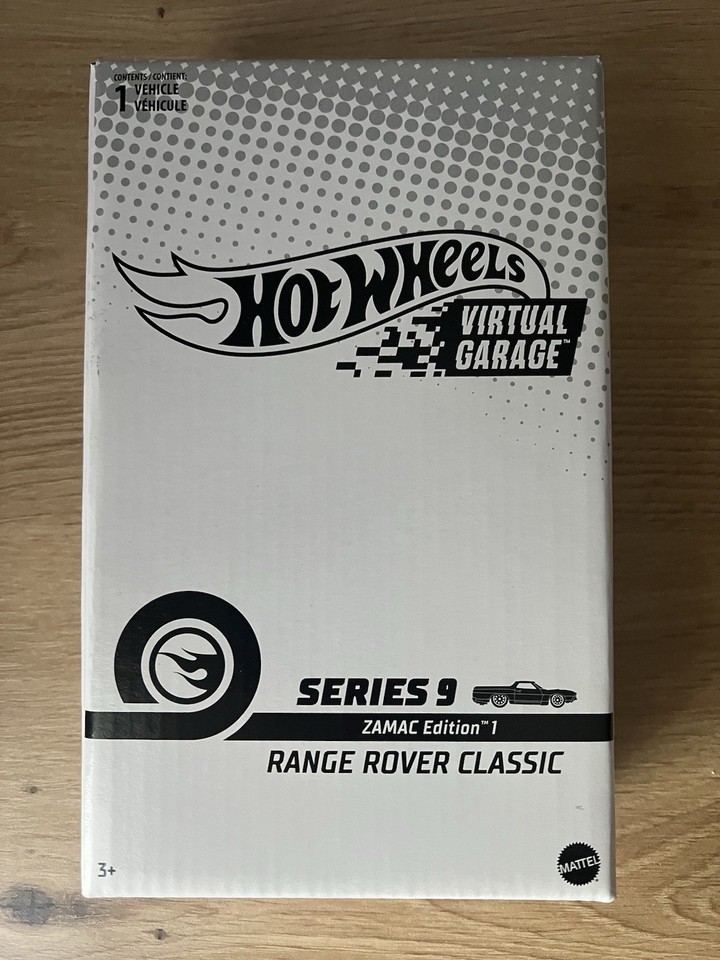 CONTENTS / CONTIENT:
1 VEHICLE
VÉHICULE
HOT WHEELS
VIRTUAL
GARAGE™
SERIES 9
ZAMAC Edition™ 1
RANGE ROVER CLASSIC
3+
MATTEL